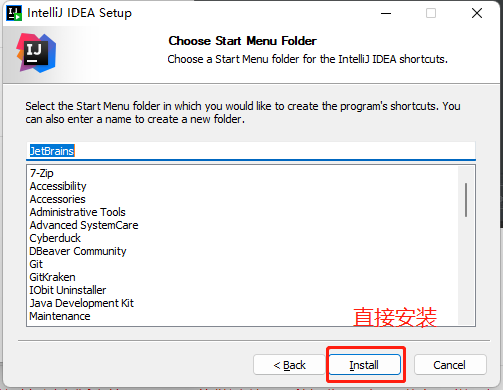 IntelliJ IDEA Setup
IJ
Choose Start Menu Folder
Choose a Start Menu folder for the IntelliJ IDEA shortcuts.
Select the Start Menu folder in which you would like to create the program's shortcuts. You
can also enter a name to create a new folder.
JetBrains
7-Zip
Accessibility
Accessories
Administrative Tools
Advanced SystemCare
Cyberduck
DBeaver Community
Git
GitKraken
IObit Uninstaller
Java Development Kit
Maintenance
直接安装
< Back
Install
Cancel